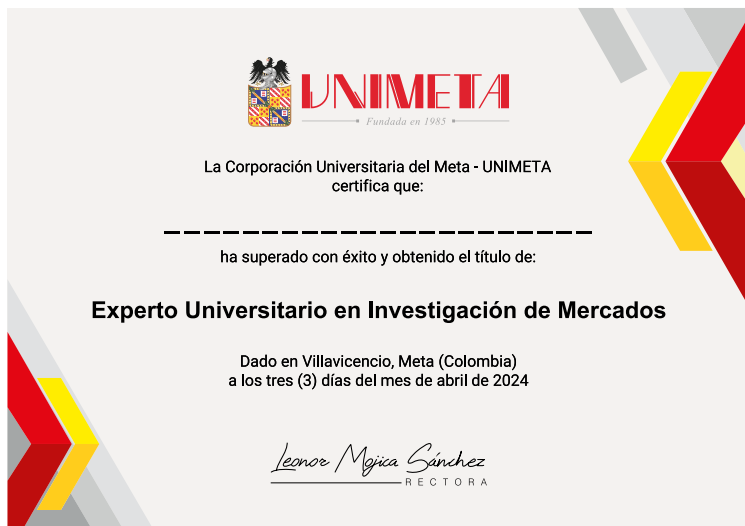 UNIMETA
Fundada en 1985
La Corporación Universitaria del Meta - UNIMETA
certifica que:
ha superado con éxito y obtenido el título de:
Experto Universitario en Investigación de Mercados
Dado en Villavicencio, Meta (Colombia)
a los tres (3) días del mes de abril de 2024
Leonor Mojica Sánchez
RECTORA